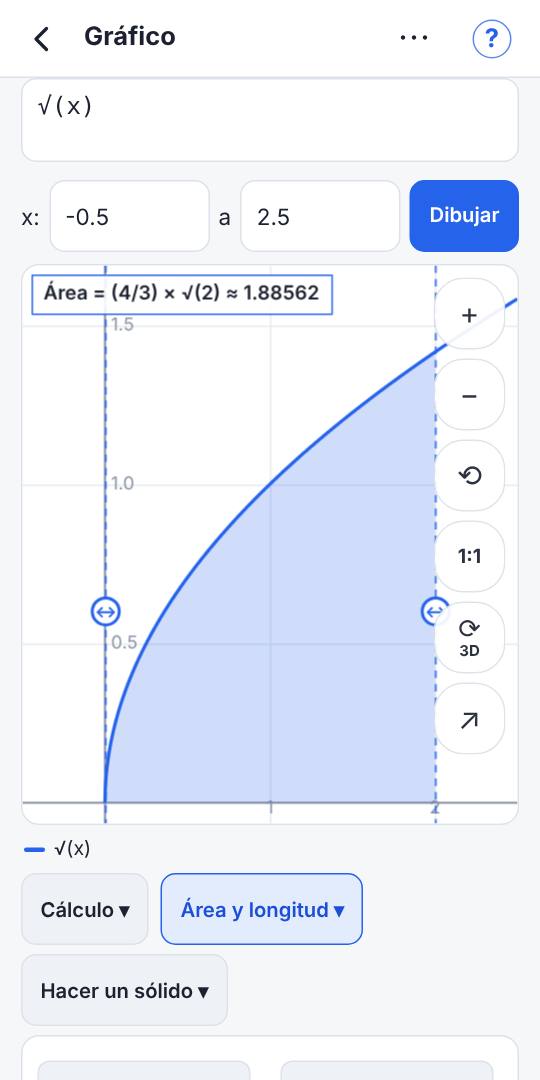 Gráfico
?
√(x)
x: -0.5 a 2.5 Dibujar
Área = (4/3) × √(2) ≈ 1.88562
1.5
1.0
0.5
1 2
+
−
1:1
3D
√(x)
Cálculo ▾ Área y longitud ▾
Hacer un sólido ▾